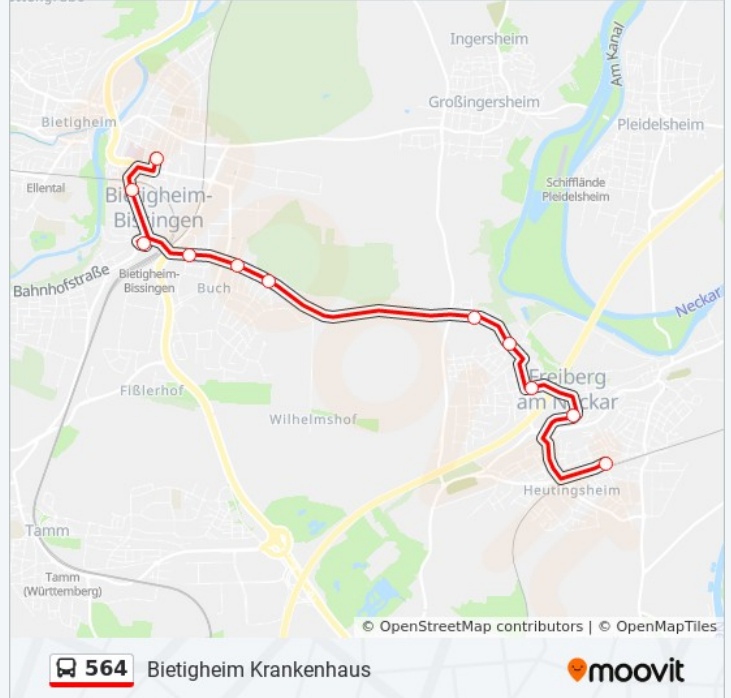 Ingersheim
Am Kanal
Großingersheim
Bietigheim
Pleidelsheim
Ellental
Schifflände
Pleidelsheim
Bietigheim-
Bissingen
Bahnhofstraße
Bietigheim-
Bissingen
Buch
Neckar
Freiberg
am Neckar
Fißlerhof
Wilhelmshof
Heutingsheim
Tamm
Tamm
(Württemberg)
© OpenStreetMap contributors | © OpenMapTiles
564 Bietigheim Krankenhaus
moovit